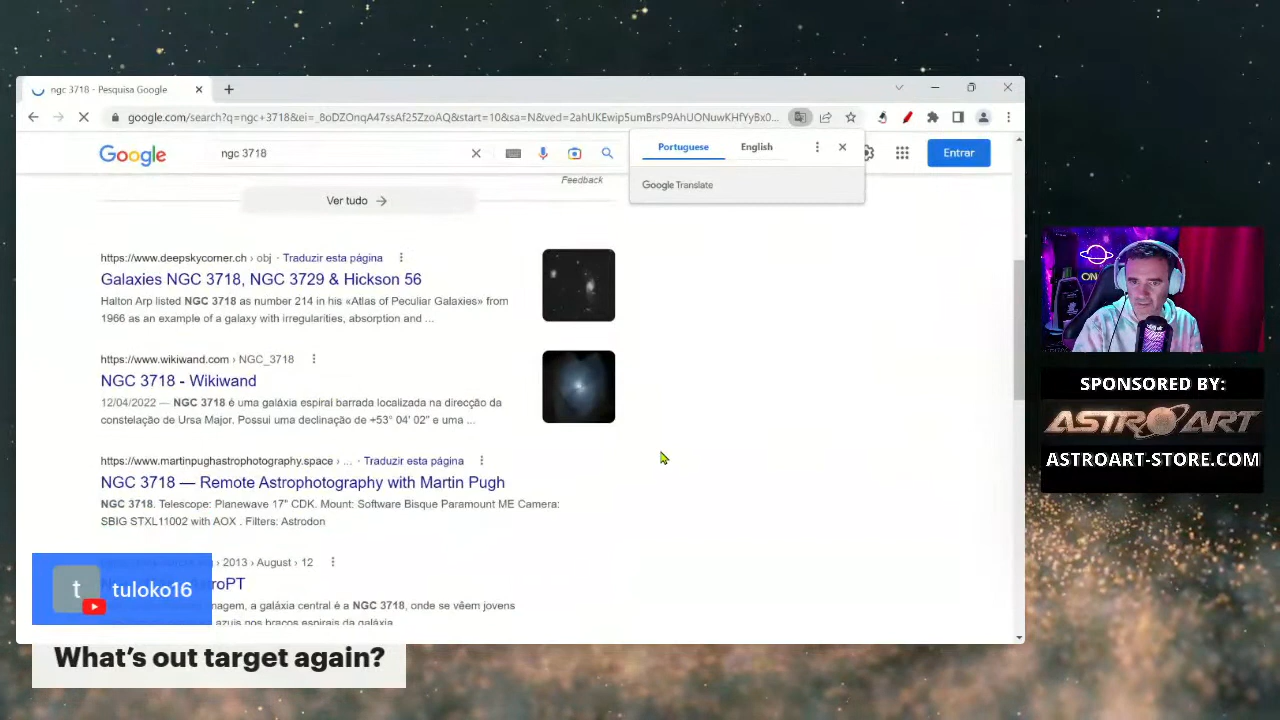 ngc 3718 - Pesquisa Google
google.com/search?q=ngc+3718&ei=_8oDZOnqA47ssAf25ZzoAQ&start=10&sa=N&ved=2ahUKEwip5umBrsP9AhUONuwKHfYyBx0...
Google
ngc 3718
Portuguese
English
Google Translate
Entrar
Feedback
Ver tudo
https://www.deepskycorner.ch › obj · Traduzir esta página
Galaxies NGC 3718, NGC 3729 & Hickson 56
Halton Arp listed NGC 3718 as number 214 in his «Atlas of Peculiar Galaxies» from
1966 as an example of a galaxy with irregularities, absorption and ...
https://www.wikiwand.com › NGC_3718
NGC 3718 - Wikiwand
12/04/2022 — NGC 3718 é uma galáxia espiral barrada localizada na direcção da
constelação de Ursa Major. Possui uma declinação de +53° 04' 02" e uma ...
https://www.martinpughastrophotography.space › ... · Traduzir esta página
NGC 3718 — Remote Astrophotography with Martin Pugh
NGC 3718. Telescope: Planewave 17" CDK. Mount: Software Bisque Paramount ME Camera:
SBIG STXL11002 with AOX . Filters: Astrodon
› 2013 › August › 12
roPT
nagem, a galáxia central é a NGC 3718, onde se vêem jovens
azuis nos braços espirais da galáxia.
t
tuloko16
What's out target again?
ON
SPONSORED BY:
ASTROART
ASTROART-STORE.COM